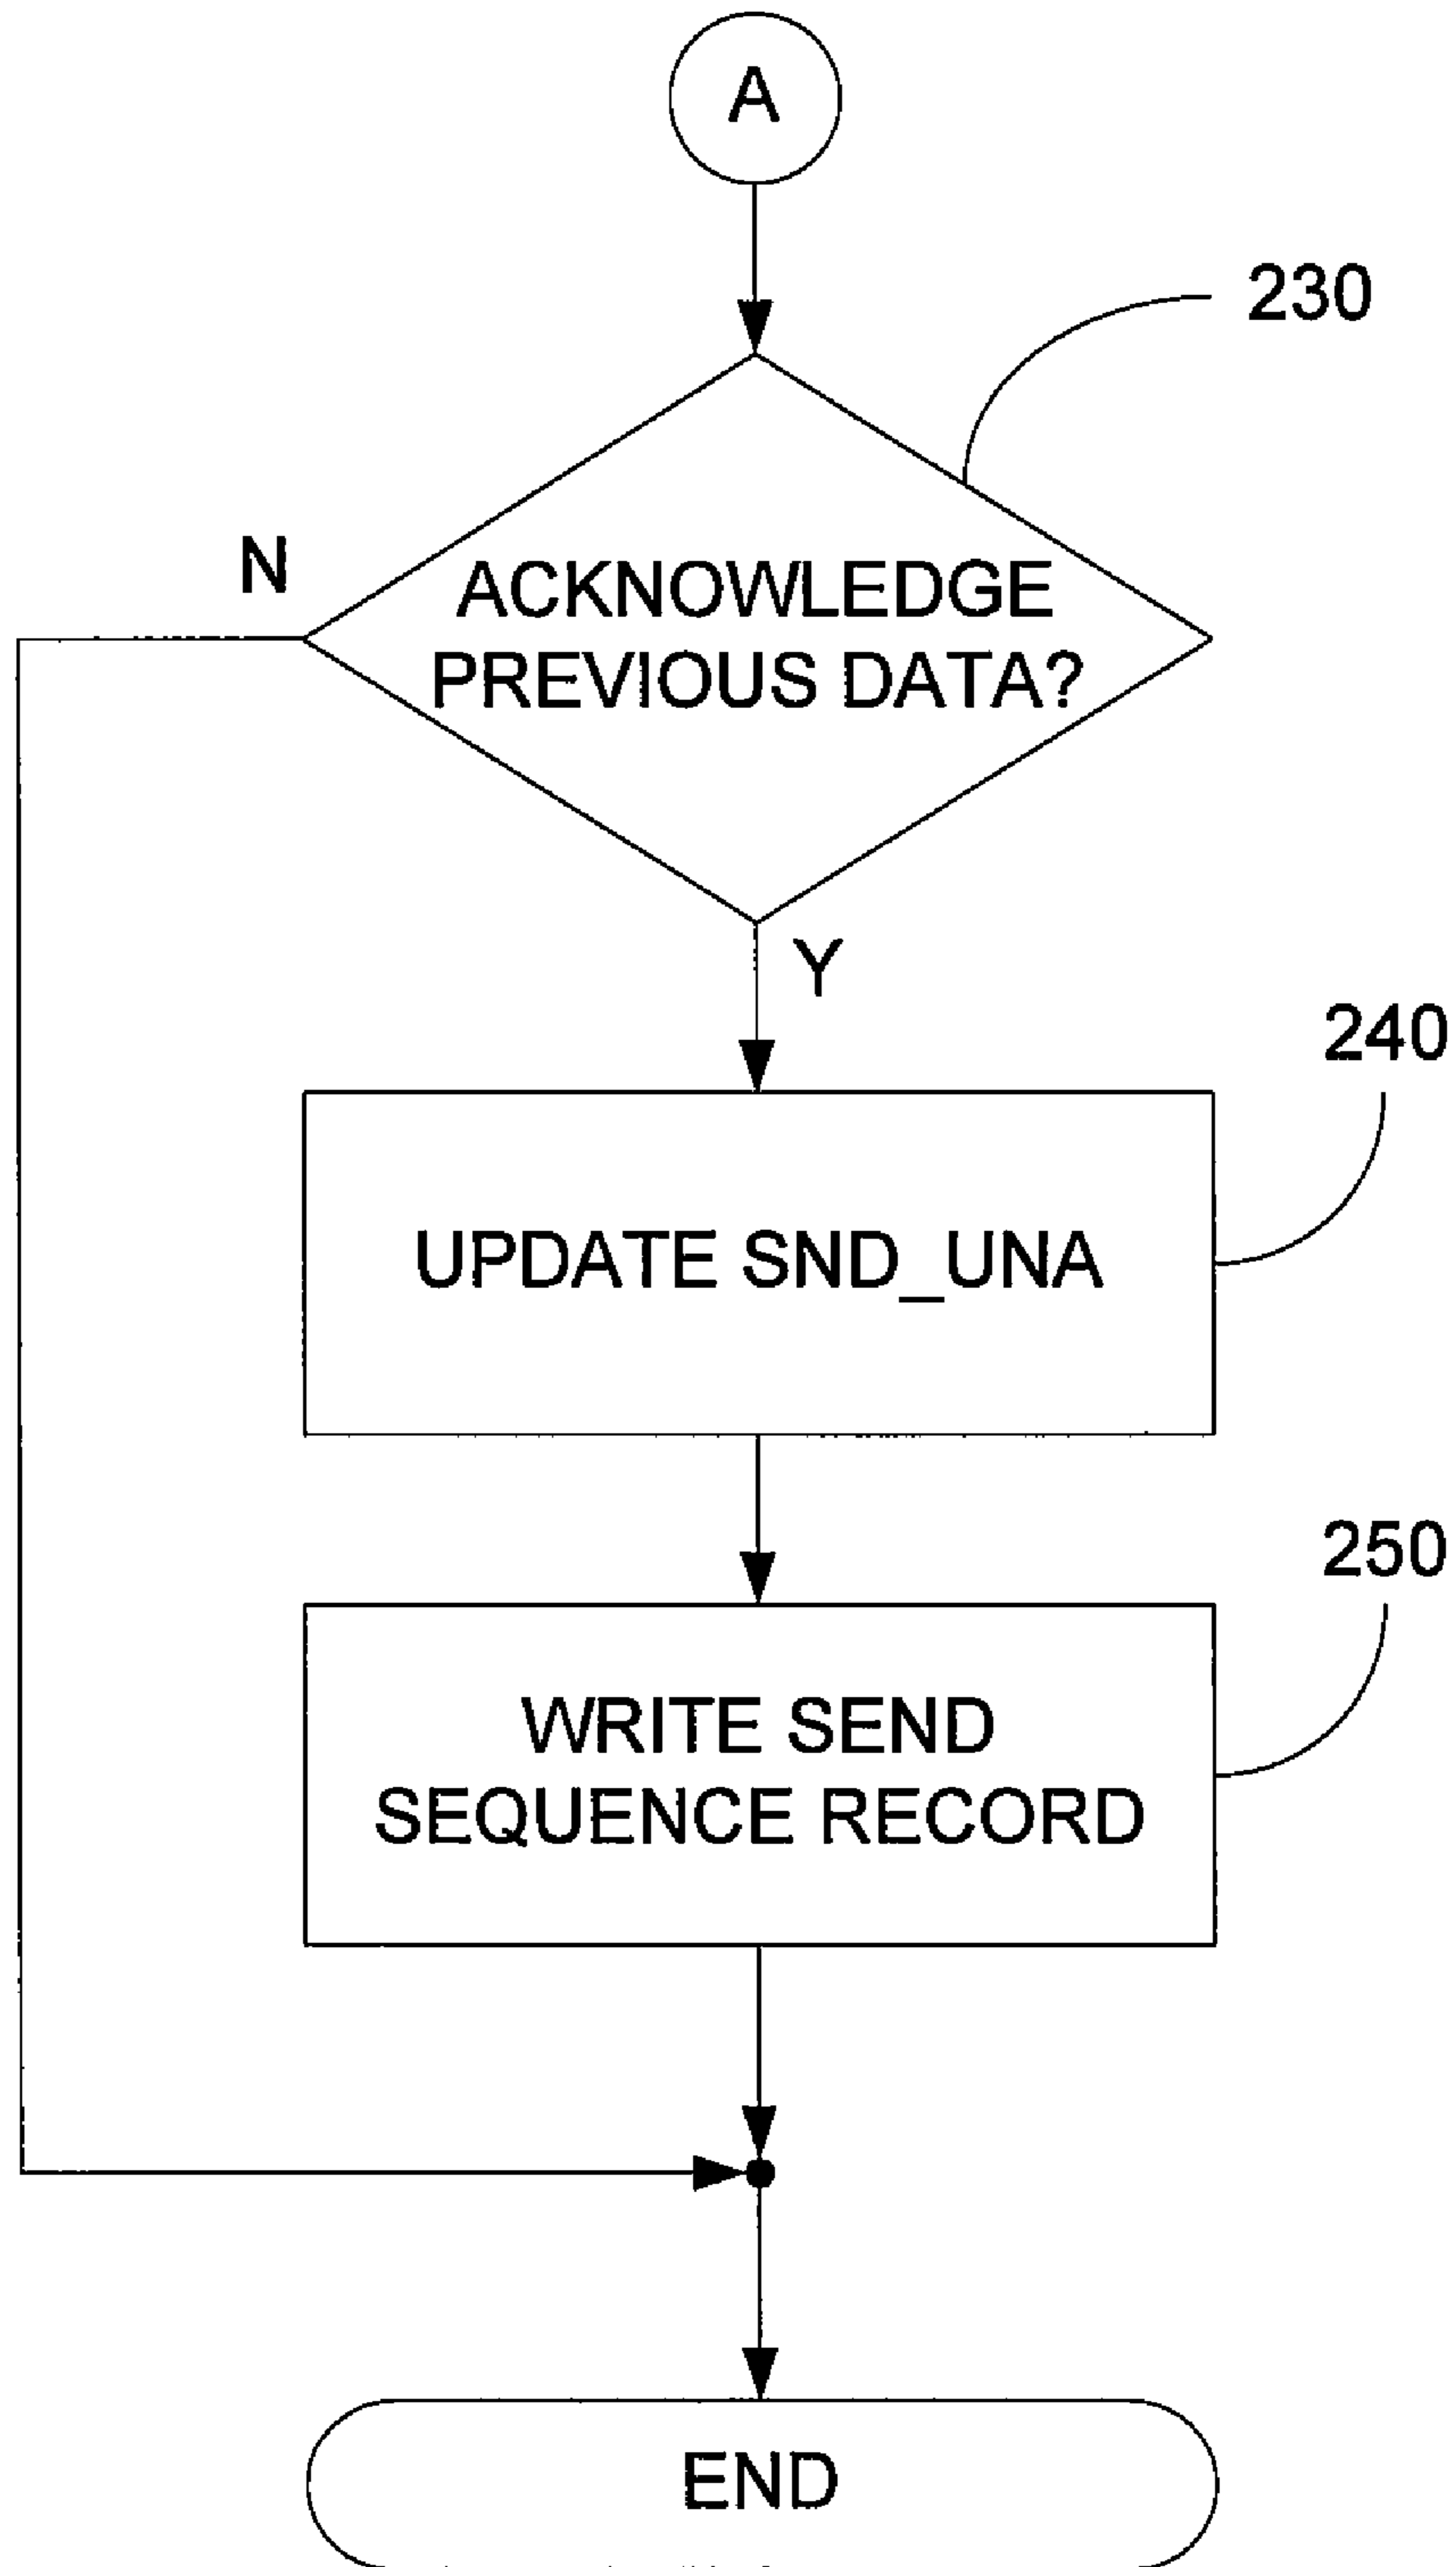 A
230
N
ACKNOWLEDGE
PREVIOUS DATA?
Y
240
UPDATE SND_UNA
250
WRITE SEND
SEQUENCE RECORD
END